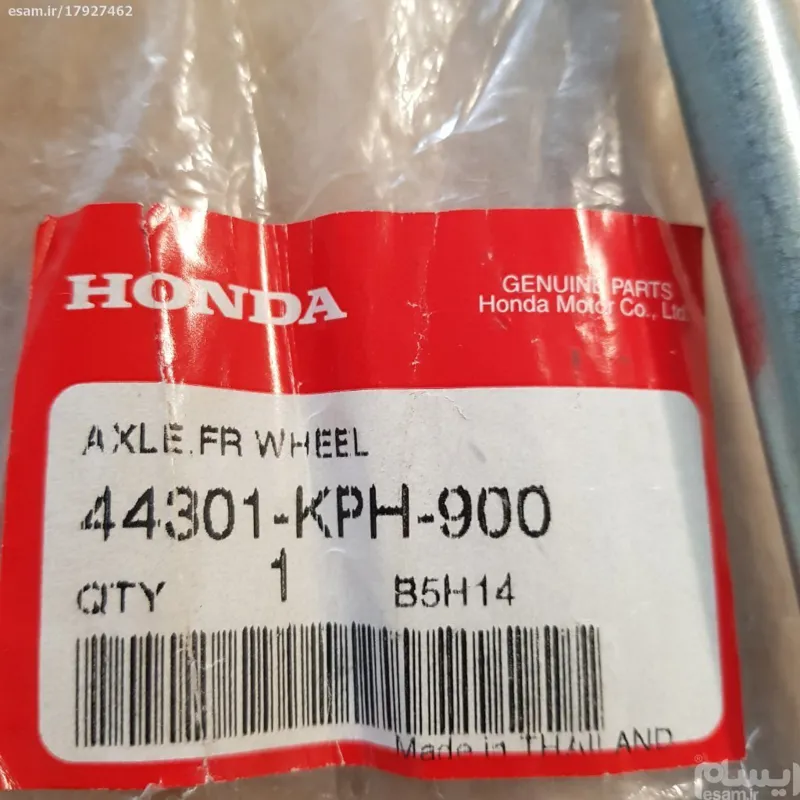 esam.ir/17927462
HONDA
GENUINE PARTS
Honda Motor Co., Ltd.
AXLE.FR WHEEL
44301-KPH-900
QTY 1 B5H14
Made in THAILAND
ایسام
esam.ir